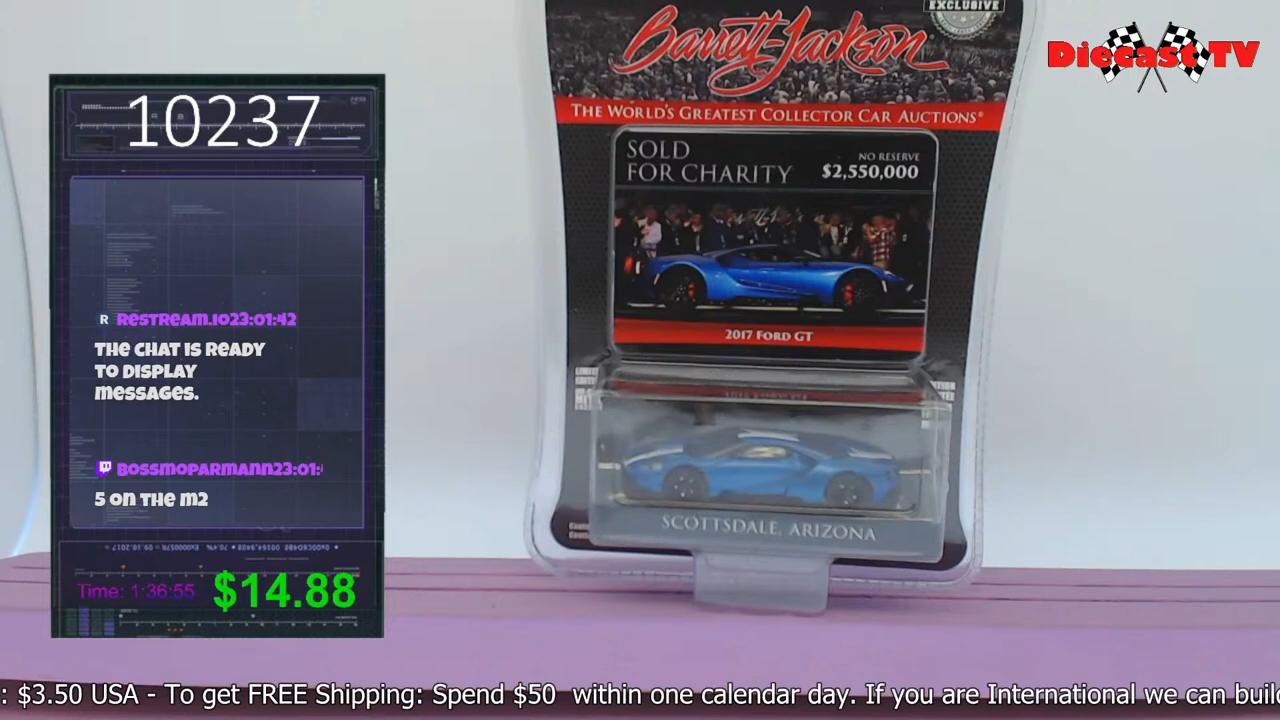 EXCLUSIVE
Barrett-Jackson
THE WORLD'S GREATEST COLLECTOR CAR AUCTIONS®
Diecast TV
SOLD
FOR CHARITY
NO RESERVE
$2,550,000
2017 FORD GT
SCOTTSDALE, ARIZONA
10237
R Restream.io23:01:42
The chat is ready
to display
messages.
Bossmoparmann23:01:
5 on the m2
Time: 1:36:55
$14.88
: $3.50 USA - To get FREE Shipping: Spend $50 within one calendar day. If you are International we can build